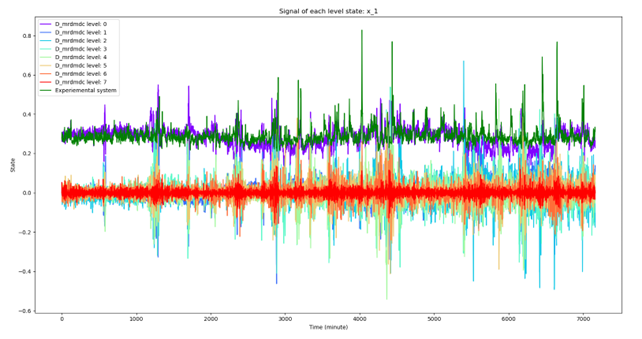 Signal of each level state: x_1
D_mrdmdc level: 0
D_mrdmdc level: 1
D_mrdmdc level: 2
D_mrdmdc level: 3
D_mrdmdc level: 4
D_mrdmdc level: 5
D_mrdmdc level: 6
D_mrdmdc level: 7
Experiemental system
0.8
0.6
0.4
0.2
0.0
−0.2
−0.4
−0.6
State
0 1000 2000 3000 4000 5000 6000 7000
Time (minute)